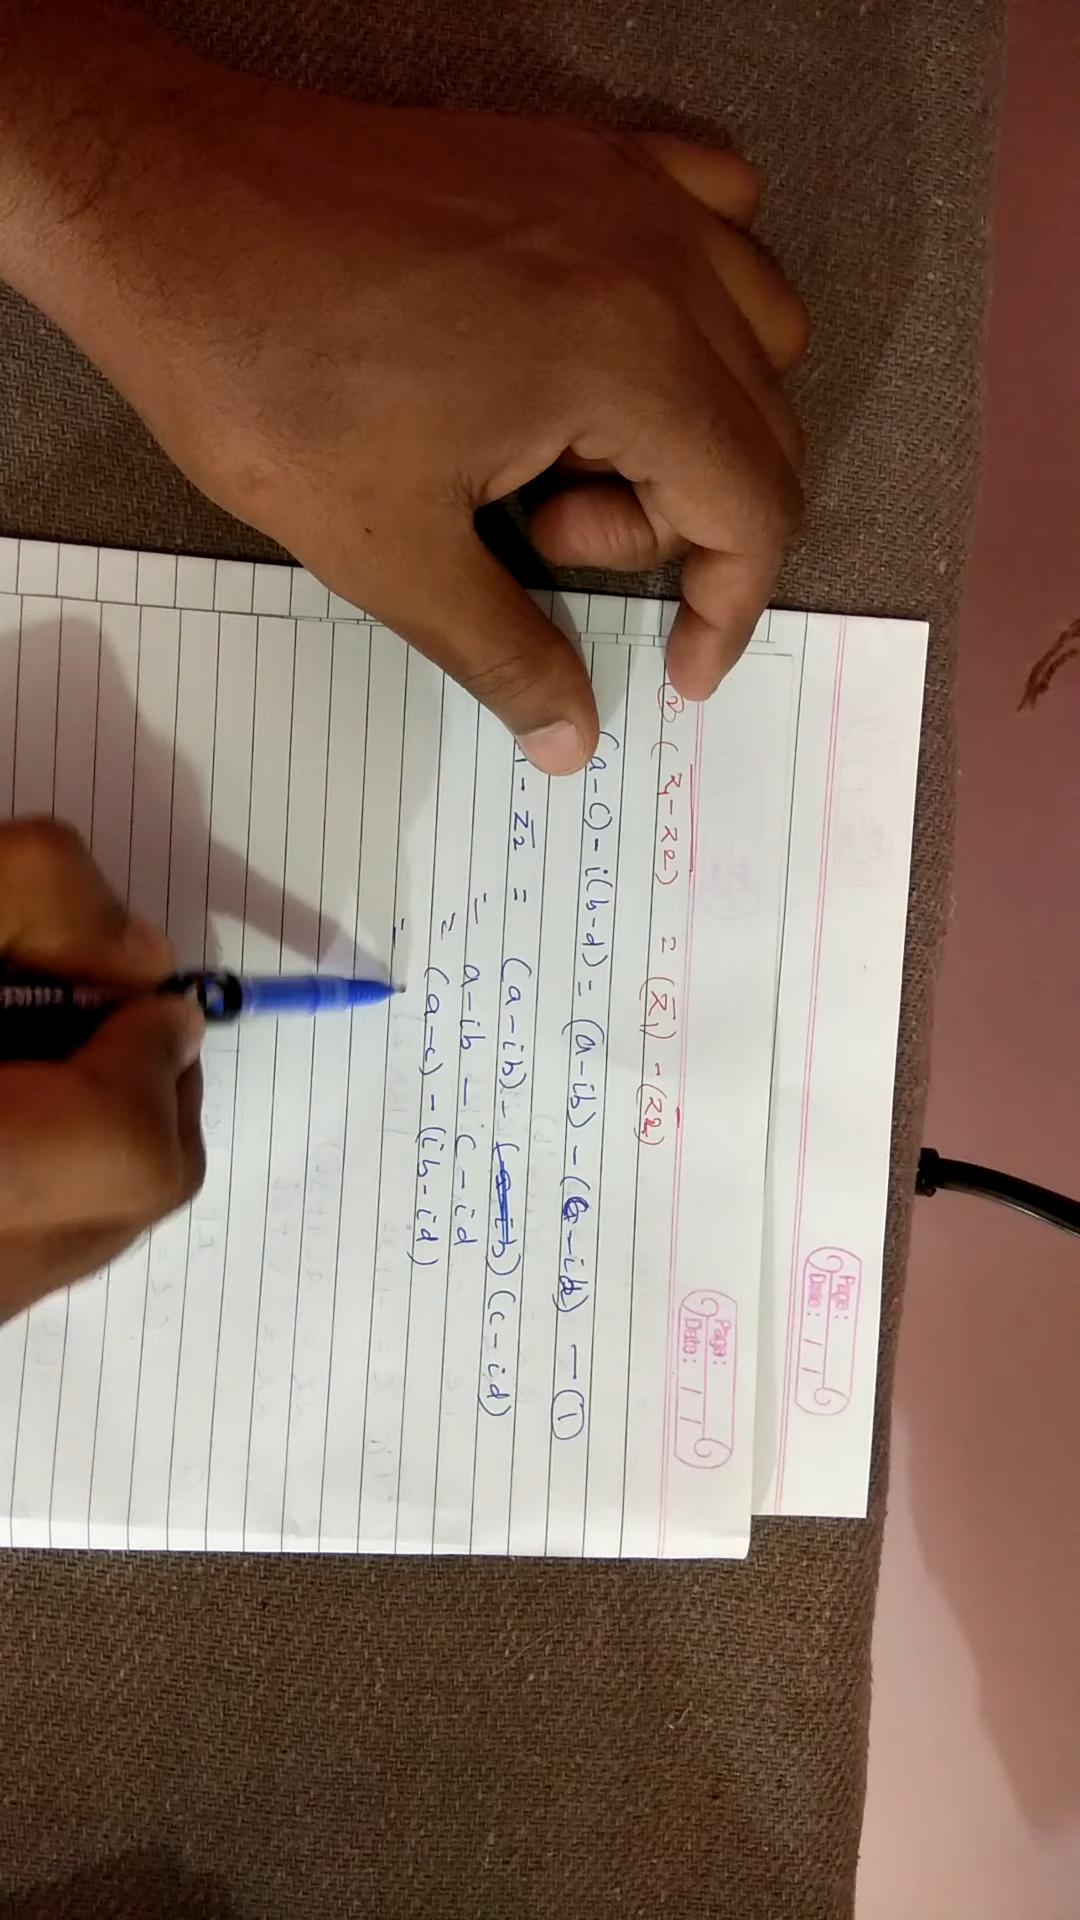 Page:
Date:
Page:
Date:
(2) ( \overline{z₁ - z₂} ) = (z̄₁) - (z̄₂)
(a-c) - i(b-d) = (a-ib) - (c-id) — ①
- z̄₂ = (a-ib) - (c-id)
= a-ib - c-id
= (a-c) - (ib-id)
=